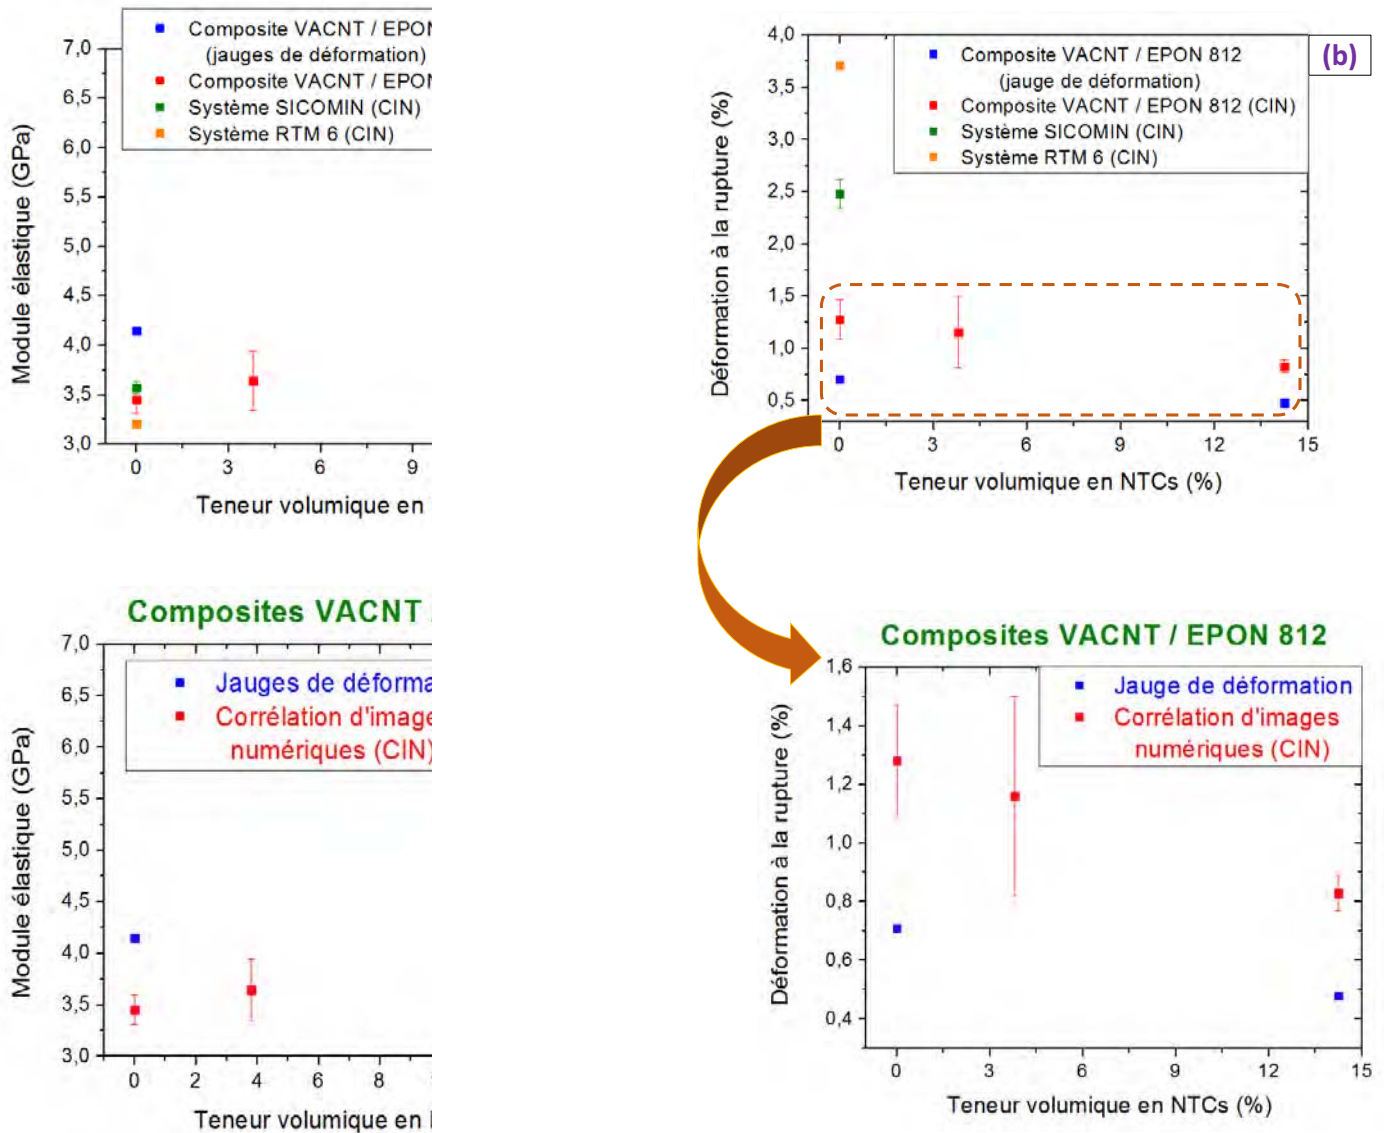 Composite VACNT / EPON
(jauges de déformation)
Composite VACNT / EPON
Système SICOMIN (CIN)
Système RTM 6 (CIN)
7,0
6,5
6,0
5,5
5,0
4,5
4,0
3,5
3,0
Module élastique (GPa)
0 3 6 9
Teneur volumique en
(b)
Composite VACNT / EPON 812
(jauge de déformation)
Composite VACNT / EPON 812 (CIN)
Système SICOMIN (CIN)
Système RTM 6 (CIN)
4,0
3,5
3,0
2,5
2,0
1,5
1,0
0,5
Déformation à la rupture (%)
0 3 6 9 12 15
Teneur volumique en NTCs (%)
Composites VACNT
Jauges de déforma
Corrélation d'image
numériques (CIN)
7,0
6,5
6,0
5,5
5,0
4,5
4,0
3,5
3,0
Module élastique (GPa)
0 2 4 6 8
Teneur volumique en
Composites VACNT / EPON 812
Jauge de déformation
Corrélation d'images
numériques (CIN)
1,6
1,4
1,2
1,0
0,8
0,6
0,4
Déformation à la rupture (%)
0 3 6 9 12 15
Teneur volumique en NTCs (%)